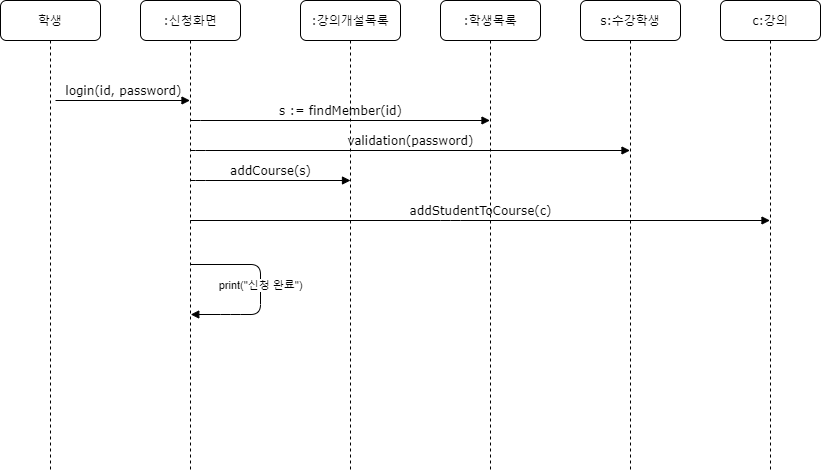 학생
:신청화면
:강의개설목록
:학생목록
s:수강학생
c:강의
login(id, password)
s := findMember(id)
validation(password)
addCourse(s)
addStudentToCourse(c)
print("신청 완료")